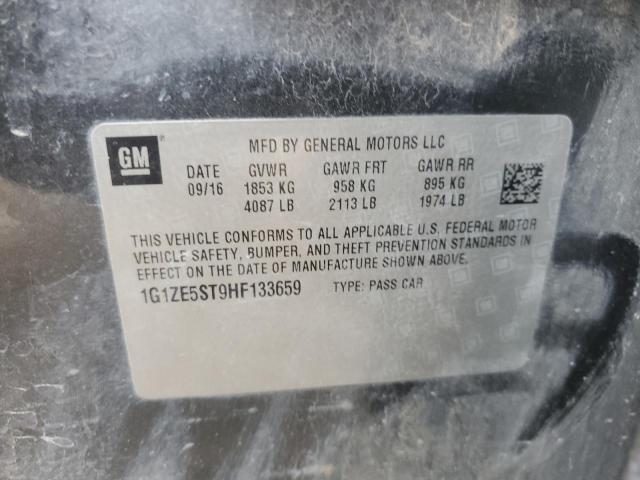 GM
MFD BY GENERAL MOTORS LLC
DATE GVWR GAWR FRT GAWR RR
09/16 1853 KG 958 KG 895 KG
4087 LB 2113 LB 1974 LB
THIS VEHICLE CONFORMS TO ALL APPLICABLE U.S. FEDERAL MOTOR
VEHICLE SAFETY, BUMPER, AND THEFT PREVENTION STANDARDS IN
EFFECT ON THE DATE OF MANUFACTURE SHOWN ABOVE.
1G1ZE5ST9HF133659 TYPE: PASS CAR